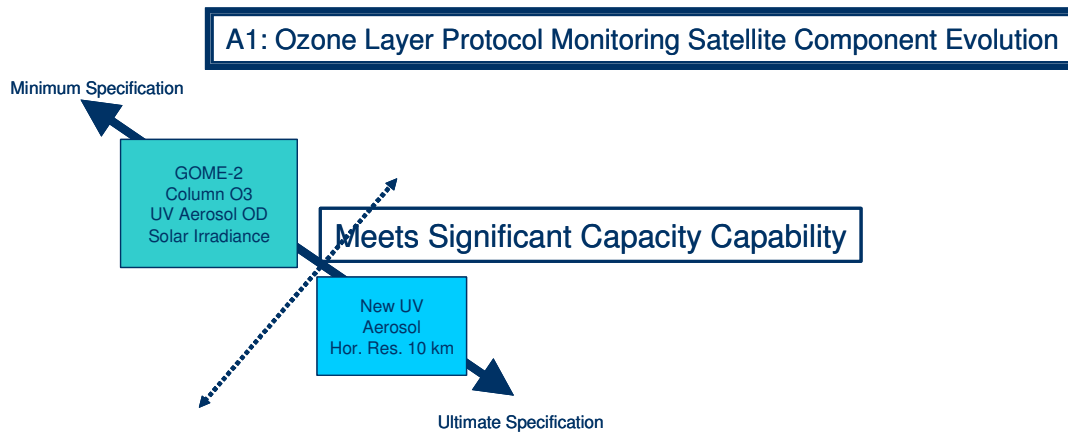 A1: Ozone Layer Protocol Monitoring Satellite Component Evolution
Minimum Specification
GOME-2
Column O3
UV Aerosol OD
Solar Irradiance
Meets Significant Capacity Capability
New UV
Aerosol
Hor. Res. 10 km
Ultimate Specification